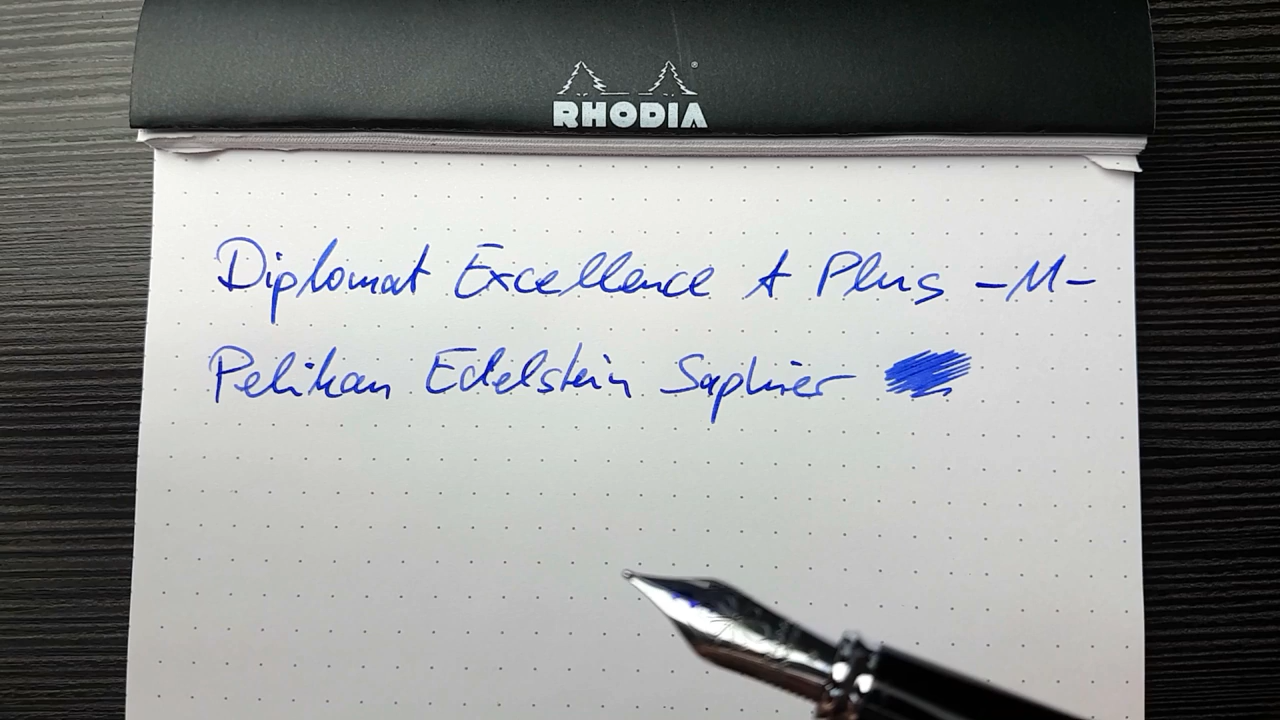 RHODIA
Diplomat Excellence A Plus -M-
Pelikan Edelstein Saphier